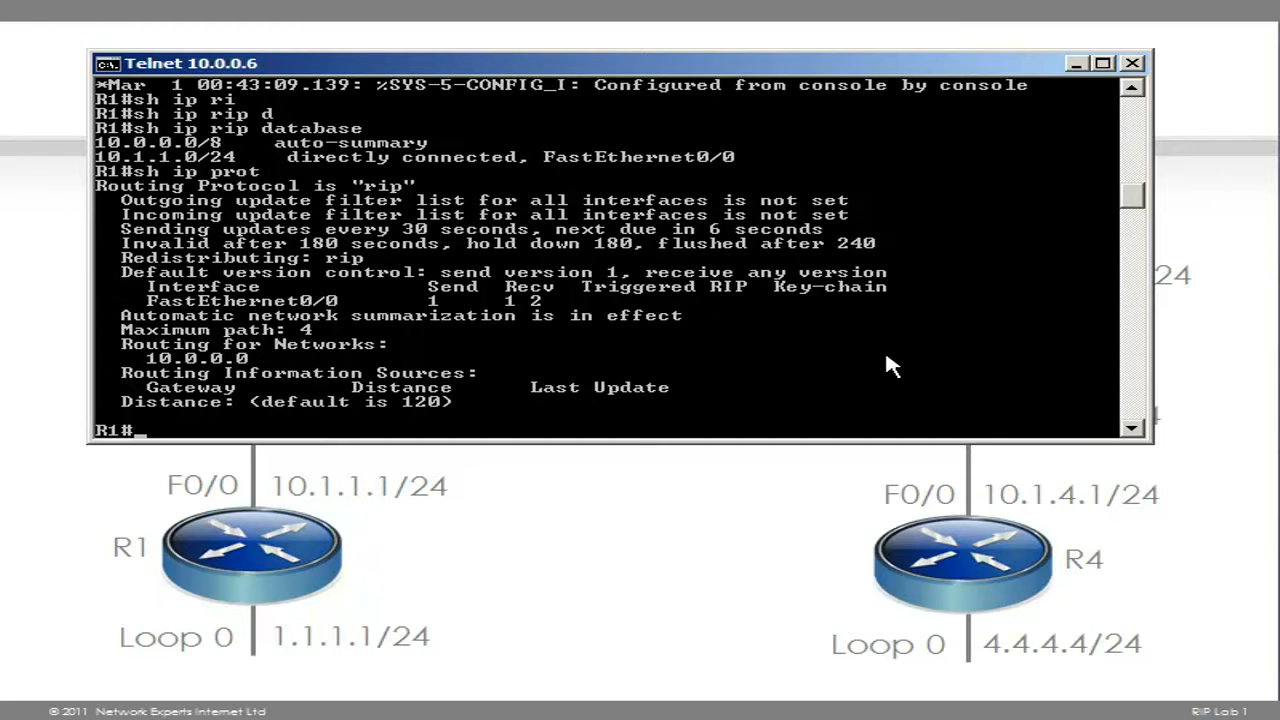 Telnet 10.0.0.6
*Mar  1 00:43:09.139: %SYS-5-CONFIG_I: Configured from console by console
R1#sh ip ri
R1#sh ip rip d
R1#sh ip rip database
10.0.0.0/8    auto-summary
10.1.1.0/24    directly connected, FastEthernet0/0
R1#sh ip prot
Routing Protocol is "rip"
Outgoing update filter list for all interfaces is not set
Incoming update filter list for all interfaces is not set
Sending updates every 30 seconds, next due in 6 seconds
Invalid after 180 seconds, hold down 180, flushed after 240
Redistributing: rip
Default version control: send version 1, receive any version
Interface    Send  Recv  Triggered RIP  Key-chain
FastEthernet0/0    1    1 2
Automatic network summarization is in effect
Maximum path: 4
Routing for Networks:
10.0.0.0
Routing Information Sources:
Gateway    Distance    Last Update
Distance: (default is 120)
R1#_
24
4
F0/0 10.1.1.1/24
F0/0 10.1.4.1/24
R1
R4
Loop 0 1.1.1.1/24
Loop 0 4.4.4.4/24
© 2011 Network Experts Internet Ltd
RIP Lab 1